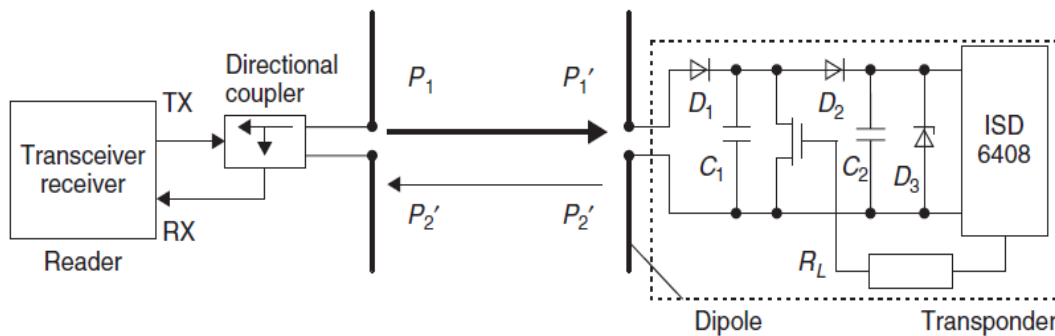 Directional
coupler
TX
Transceiver
receiver
RX
Reader
P1
P1′
P2′
P2′
D1
C1
D2
C2
D3
ISD
6408
RL
Dipole
Transponder